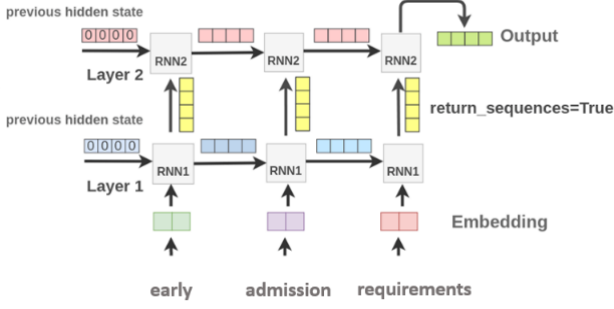 previous hidden state
0 0 0 0
RNN2 RNN2 RNN2
Output
Layer 2
return_sequences=True
previous hidden state
0 0 0 0
RNN1 RNN1 RNN1
Layer 1
Embedding
early admission requirements